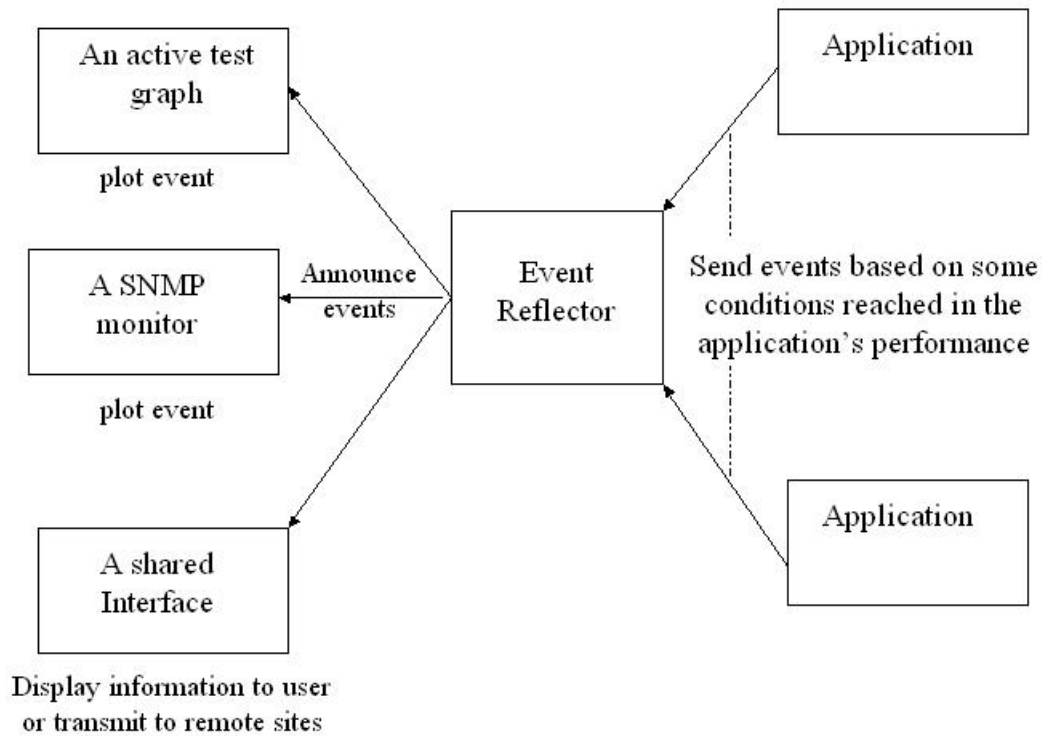 An active test
graph
plot event
A SNMP
monitor
plot event
A shared
Interface
Display information to user
or transmit to remote sites
Announce
events
Event
Reflector
Application
Send events based on some
conditions reached in the
application's performance
Application